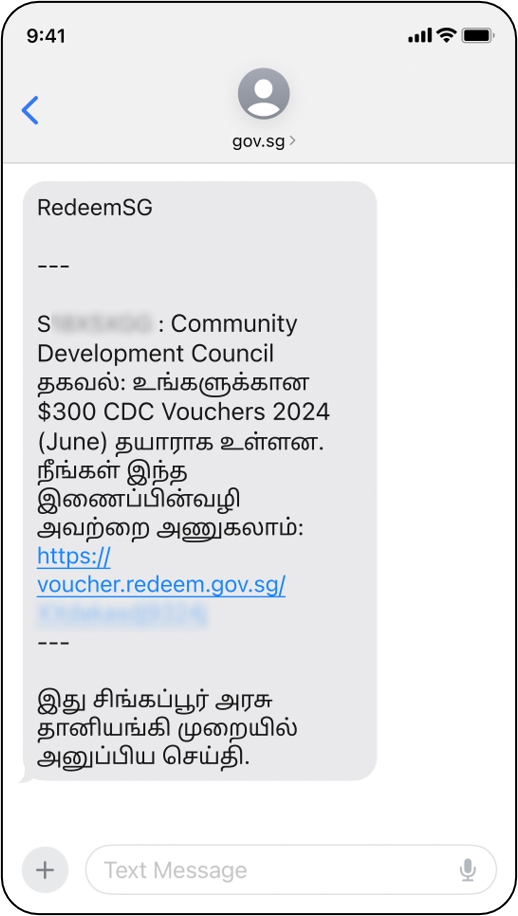 9:41
gov.sg
RedeemSG
---
S : Community
Development Council
தகவல்: உங்களுக்கான
$300 CDC Vouchers 2024
(June) தயாராக உள்ளன.
நீங்கள் இந்த
இணைப்பின்வழி
அவற்றை அணுகலாம்:
https://
voucher.redeem.gov.sg/
---
இது சிங்கப்பூர் அரசு
தானியங்கி முறையில்
அனுப்பிய செய்தி.
Text Message